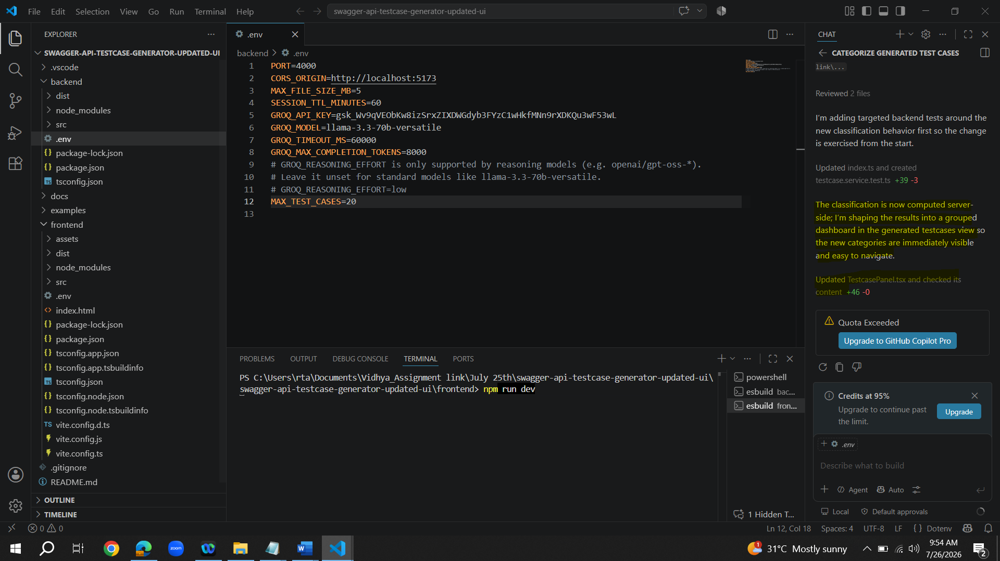 File Edit Selection View Go Run Terminal Help
swagger-api-testcase-generator-updated-ui
EXPLORER
SWAGGER-API-TESTCASE-GENERATOR-UPDATED-UI
.vscode
backend
dist
node_modules
src
.env
package-lock.json
package.json
tsconfig.json
docs
examples
frontend
assets
dist
node_modules
src
.env
index.html
package-lock.json
package.json
tsconfig.app.json
tsconfig.app.tsbuildinfo
tsconfig.json
tsconfig.node.json
tsconfig.node.tsbuildinfo
vite.config.d.ts
vite.config.js
vite.config.ts
.gitignore
README.md
OUTLINE
TIMELINE
.env
backend > .env
1 PORT=4000
2 CORS_ORIGIN=http://localhost:5173
3 MAX_FILE_SIZE_MB=5
4 SESSION_TTL_MINUTES=60
5 GROQ_API_KEY=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
6 GROQ_MODEL=llama-3.3-70b-versatile
7 GROQ_TIMEOUT_MS=60000
8 GROQ_MAX_COMPLETION_TOKENS=8000
9 # GROQ_REASONING_EFFORT is only supported by reasoning models (e.g. openai/gpt-oss-*).
10 # Leave it unset for standard models like llama-3.3-70b-versatile.
11 # GROQ_REASONING_EFFORT=low
12 MAX_TEST_CASES=20
13
PROBLEMS OUTPUT DEBUG CONSOLE TERMINAL PORTS
PS C:\Users\rta\Documents\Vidhya_Assignment link\July 25th\swagger-api-testcase-generator-updated-ui\
swagger-api-testcase-generator-updated-ui\frontend> npm run dev
powershell
esbuild bac...
esbuild fron...
1 Hidden T...
CHAT
CATEGORIZE GENERATED TEST CASES
link\...
Reviewed 2 files
I'm adding targeted backend tests around the
new classification behavior first so the change
is exercised from the start.
Updated index.ts and created
testcase.service.test.ts +39 -3
The classification is now computed server-
side; I'm shaping the results into a grouped
dashboard in the generated testcases view so
the new categories are immediately visible
and easy to navigate.
Updated TestcasePanel.tsx and checked its
content +46 -0
Quota Exceeded
Upgrade to GitHub Copilot Pro
Credits at 95%
Upgrade to continue past
the limit.
Upgrade
.env
Describe what to build
Agent Auto
Local Default approvals
0 0
Ln 12, Col 18 Spaces: 4 UTF-8 LF { } Dotenv
zoom
1
31°C Mostly sunny
9:54 AM
7/26/2026
2